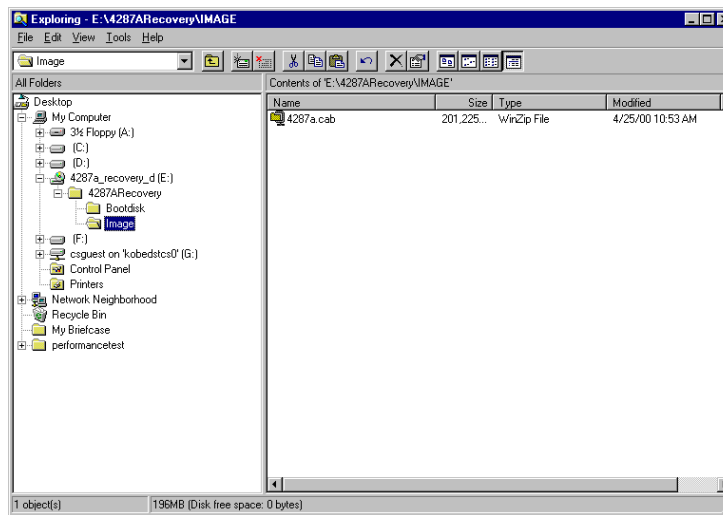 Exploring - E:\4287ARecovery\IMAGE
File Edit View Tools Help
Image
All Folders
Contents of 'E:\4287ARecovery\IMAGE'
Name Size Type Modified
4287a.cab 201,225... WinZip File 4/25/00 10:53 AM
Desktop
My Computer
3½ Floppy (A:)
(C:)
(D:)
4287a_recovery_d (E:)
4287ARecovery
Bootdisk
Image
(F:)
csguest on 'kobedstcs0' (G:)
Control Panel
Printers
Network Neighborhood
Recycle Bin
My Briefcase
performancetest
1 object(s) 196MB (Disk free space: 0 bytes)